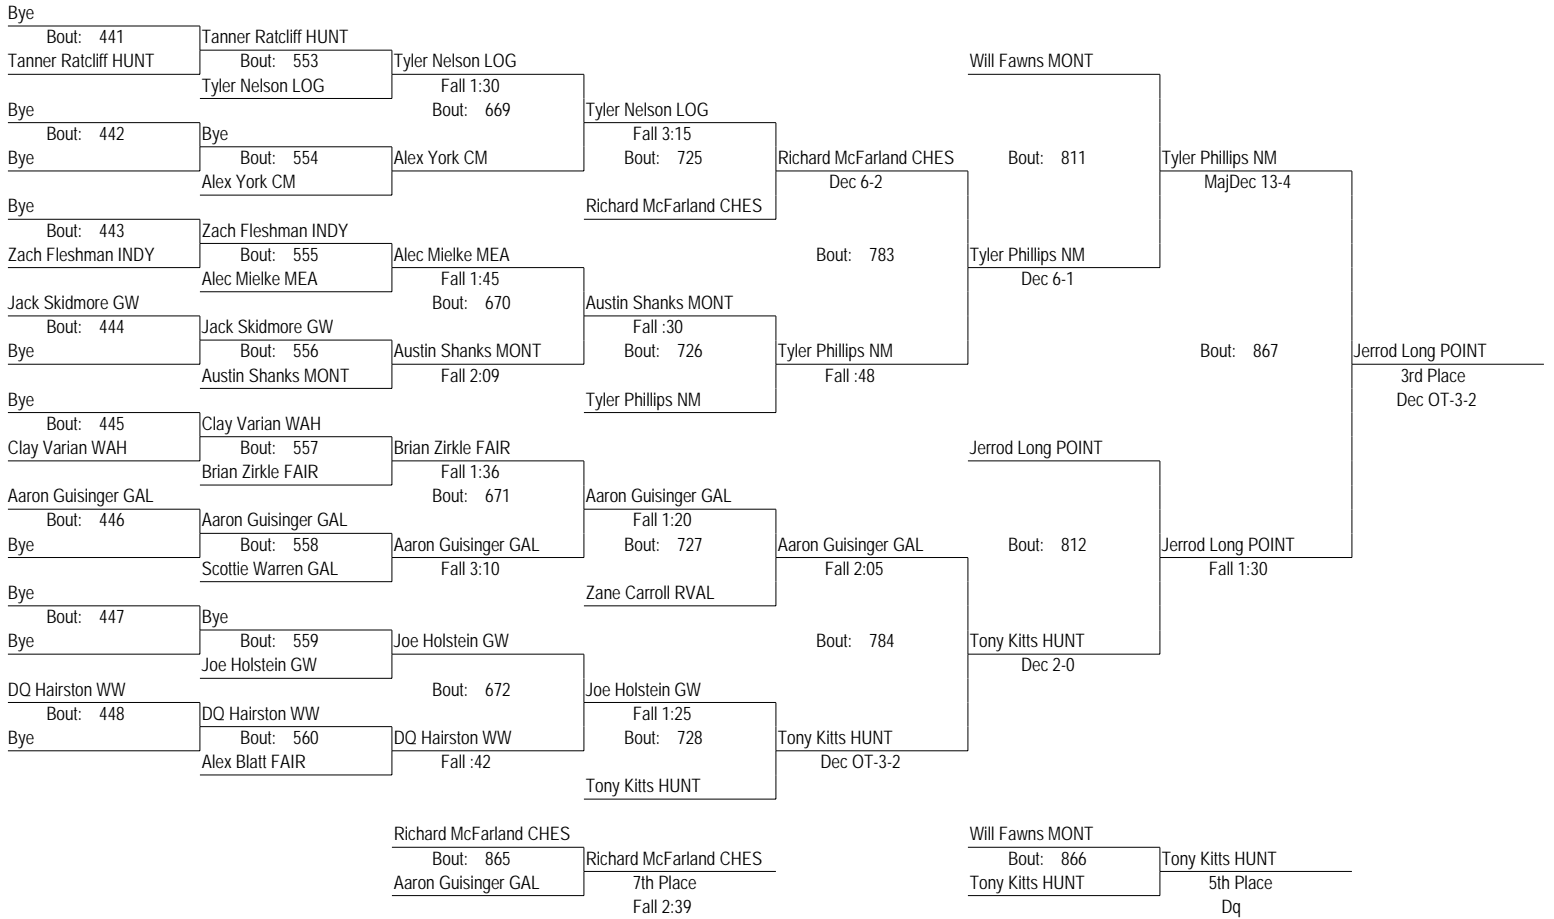 Bye
Bout: 441
Tanner Ratcliff HUNT
Bye
Bout: 442
Bye
Bye
Bout: 443
Zach Fleshman INDY
Jack Skidmore GW
Bout: 444
Bye
Bye
Bout: 445
Clay Varian WAH
Aaron Guisinger GAL
Bout: 446
Bye
Bye
Bout: 447
Bye
DQ Hairston WW
Bout: 448
Bye
Tanner Ratcliff HUNT
Bout: 553
Tyler Nelson LOG
Bye
Bout: 554
Alex York CM
Zach Fleshman INDY
Bout: 555
Alec Mielke MEA
Jack Skidmore GW
Bout: 556
Austin Shanks MONT
Clay Varian WAH
Bout: 557
Brian Zirkle FAIR
Aaron Guisinger GAL
Bout: 558
Scottie Warren GAL
Bye
Bout: 559
Joe Holstein GW
DQ Hairston WW
Bout: 560
Alex Blatt FAIR
Tyler Nelson LOG
Fall 1:30
Bout: 669
Alex York CM
Alec Mielke MEA
Fall 1:45
Bout: 670
Austin Shanks MONT
Fall 2:09
Brian Zirkle FAIR
Fall 1:36
Bout: 671
Aaron Guisinger GAL
Fall 3:10
Joe Holstein GW
Bout: 672
DQ Hairston WW
Fall :42
Tyler Nelson LOG
Fall 3:15
Bout: 725
Richard McFarland CHES
Austin Shanks MONT
Fall :30
Bout: 726
Tyler Phillips NM
Aaron Guisinger GAL
Fall 1:20
Bout: 727
Zane Carroll RVAL
Joe Holstein GW
Fall 1:25
Bout: 728
Tony Kitts HUNT
Richard McFarland CHES
Dec 6-2
Bout: 783
Tyler Phillips NM
Fall :48
Aaron Guisinger GAL
Fall 2:05
Bout: 784
Tony Kitts HUNT
Dec OT-3-2
Will Fawns MONT
Bout: 811
Tyler Phillips NM
Dec 6-1
Jerrod Long POINT
Bout: 812
Tony Kitts HUNT
Dec 2-0
Tyler Phillips NM
MajDec 13-4
Bout: 867
Jerrod Long POINT
Fall 1:30
Jerrod Long POINT
3rd Place
Dec OT-3-2
Richard McFarland CHES
Bout: 865
Aaron Guisinger GAL
Richard McFarland CHES
7th Place
Fall 2:39
Will Fawns MONT
Bout: 866
Tony Kitts HUNT
Tony Kitts HUNT
5th Place
Dq